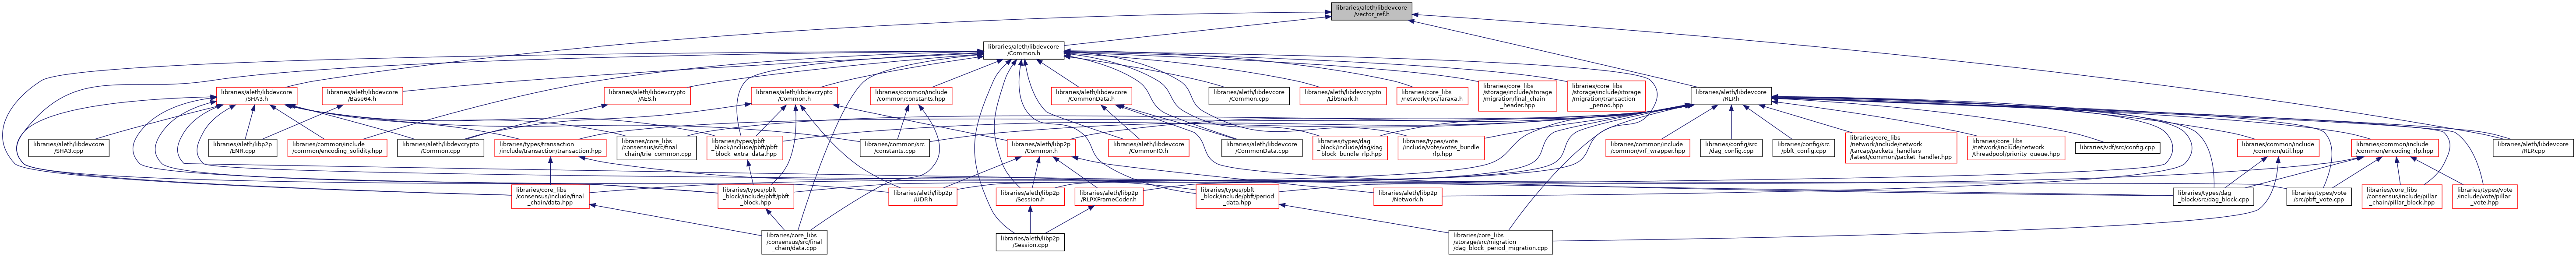 libraries/aleth/libdevcore
/vector_ref.h
libraries/aleth/libdevcore
/Common.h
libraries/aleth/libdevcore
/SHA3.h
libraries/aleth/libdevcore
/Base64.h
libraries/aleth/libdevcrypto
/AES.h
libraries/aleth/libdevcrypto
/Common.h
libraries/common/include
/common/constants.hpp
libraries/aleth/libdevcore
/CommonData.h
libraries/aleth/libdevcore
/Common.cpp
libraries/aleth/libdevcrypto
/LibSnark.h
libraries/core_libs
/network/rpc/Taraxa.h
libraries/core_libs
/storage/include/storage
/migration/final_chain
_header.hpp
libraries/core_libs
/storage/include/storage
/migration/transaction
_period.hpp
libraries/aleth/libdevcore
/RLP.h
libraries/aleth/libdevcore
/SHA3.cpp
libraries/aleth/libp2p
/ENR.cpp
libraries/common/include
/common/encoding_solidity.hpp
libraries/aleth/libdevcrypto
/Common.cpp
libraries/types/transaction
/include/transaction/transaction.hpp
libraries/core_libs
/consensus/src/final
_chain/trie_common.cpp
libraries/types/pbft
_block/include/pbft/pbft
_block_extra_data.hpp
libraries/common/src
/constants.cpp
libraries/aleth/libp2p
/Common.h
libraries/aleth/libdevcore
/CommonIO.h
libraries/aleth/libdevcore
/CommonData.cpp
libraries/types/dag
_block/include/dag/dag
_block_bundle_rlp.hpp
libraries/types/vote
/include/vote/votes_bundle
_rlp.hpp
libraries/common/include
/common/vrf_wrapper.hpp
libraries/config/src
/dag_config.cpp
libraries/config/src
/pbft_config.cpp
libraries/core_libs
/network/include/network
/tarcap/packets_handlers
/latest/common/packet_handler.hpp
libraries/core_libs
/network/include/network
/threadpool/priority_queue.hpp
libraries/vdf/src/config.cpp
libraries/common/include
/common/util.hpp
libraries/common/include
/common/encoding_rlp.hpp
libraries/aleth/libdevcore
/RLP.cpp
libraries/core_libs
/consensus/include/final
_chain/data.hpp
libraries/types/pbft
_block/include/pbft/pbft
_block.hpp
libraries/aleth/libp2p
/UDP.h
libraries/aleth/libp2p
/Session.h
libraries/aleth/libp2p
/RLPXFrameCoder.h
libraries/types/pbft
_block/include/pbft/period
_data.hpp
libraries/aleth/libp2p
/Network.h
libraries/types/dag
_block/src/dag_block.cpp
libraries/types/vote
/src/pbft_vote.cpp
libraries/core_libs
/consensus/include/pillar
_chain/pillar_block.hpp
libraries/types/vote
/include/vote/pillar
_vote.hpp
libraries/core_libs
/consensus/src/final
_chain/data.cpp
libraries/aleth/libp2p
/Session.cpp
libraries/core_libs
/storage/src/migration
/dag_block_period_migration.cpp